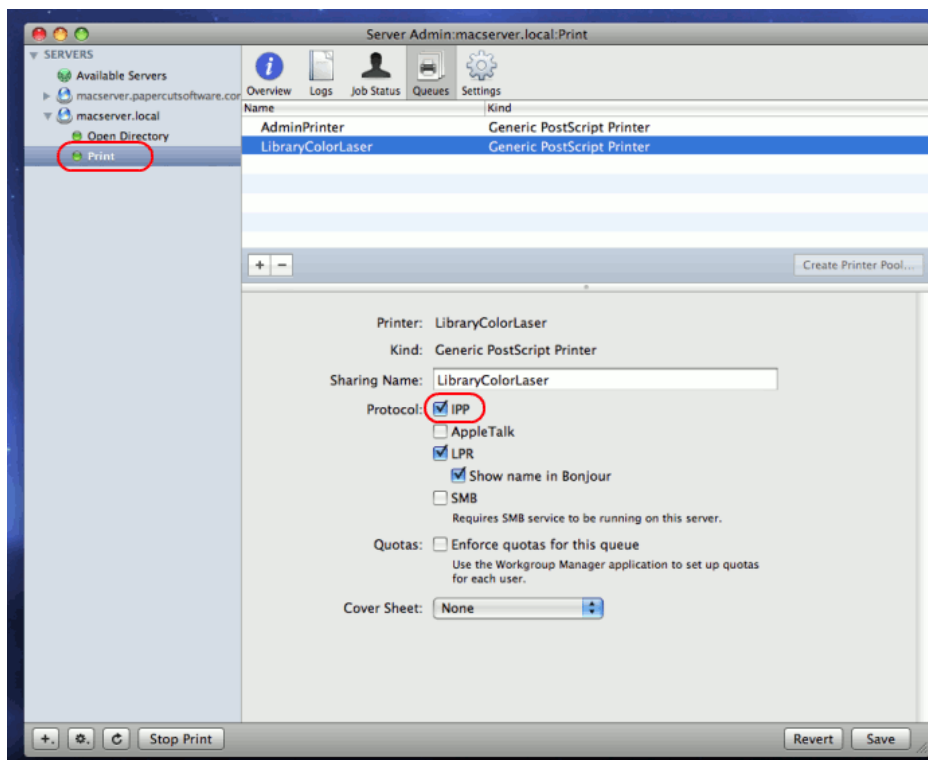 Server Admin:macserver.local:Print
SERVERS
Available Servers
macserver.papercutsoftware.cor
macserver.local
Open Directory
Print
Overview Logs Job Status Queues Settings
Name Kind
AdminPrinter Generic PostScript Printer
LibraryColorLaser Generic PostScript Printer
+ − Create Printer Pool...
Printer: LibraryColorLaser
Kind: Generic PostScript Printer
Sharing Name: LibraryColorLaser
Protocol: IPP
AppleTalk
LPR
Show name in Bonjour
SMB
Requires SMB service to be running on this server.
Quotas: Enforce quotas for this queue
Use the Workgroup Manager application to set up quotas
for each user.
Cover Sheet: None
Stop Print Revert Save